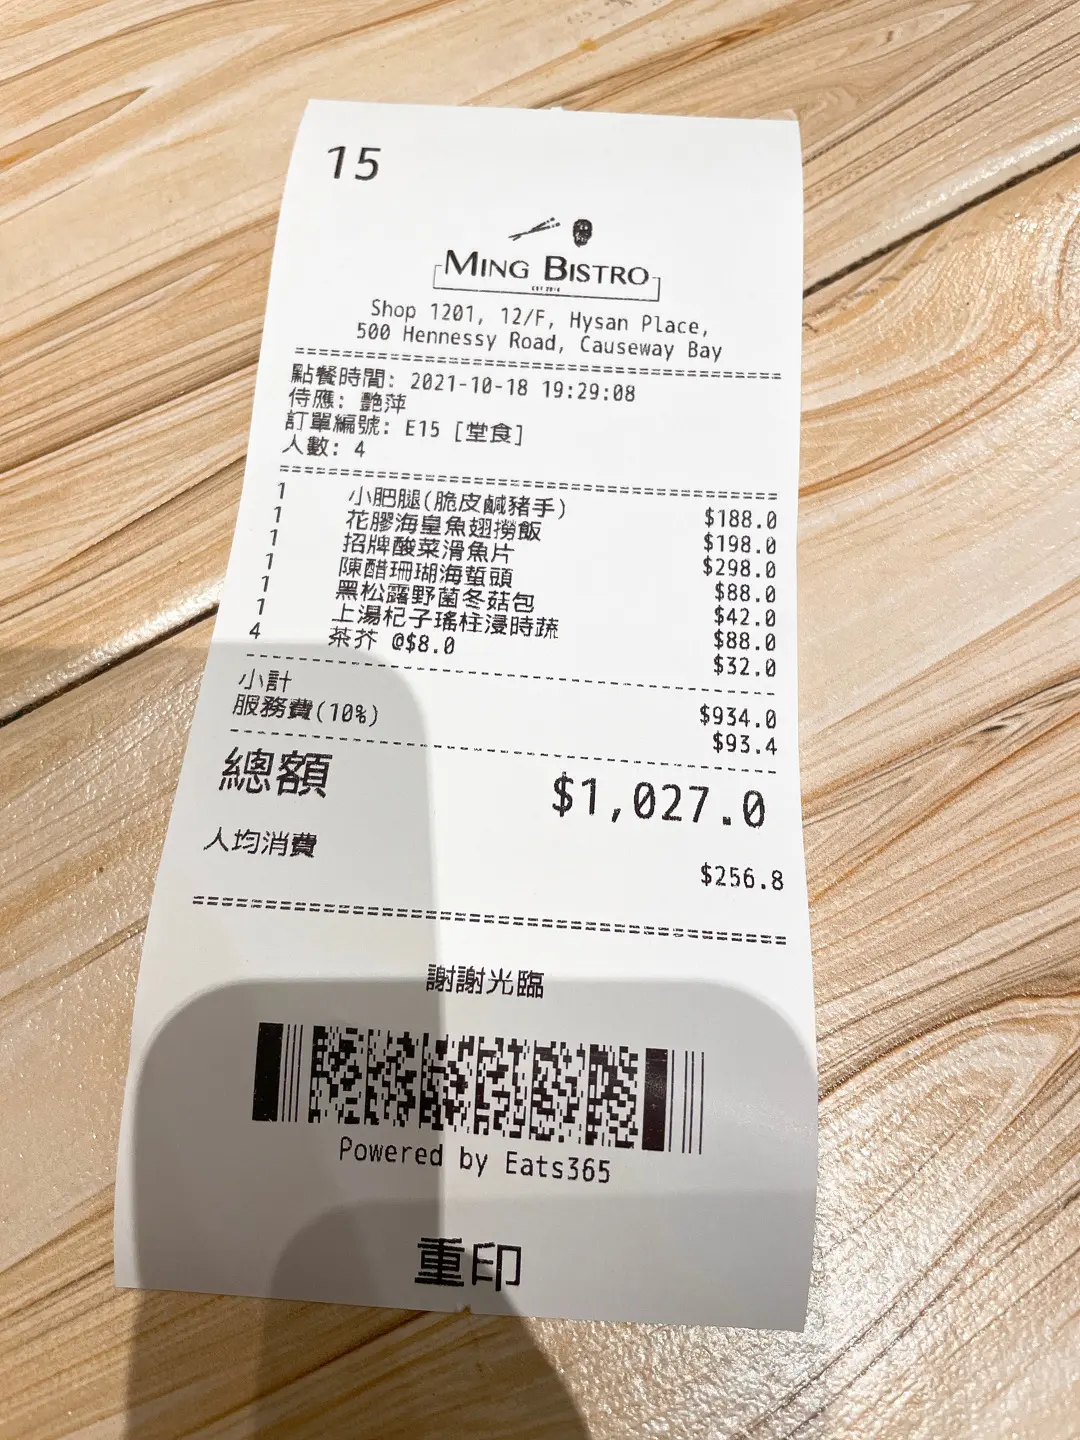 15
MING BISTRO
Shop 1201, 12/F, Hysan Place,
500 Hennessy Road, Causeway Bay
點餐時間: 2021-10-18 19:29:08
侍應: 艷萍
訂單編號: E15 [堂食]
人數: 4
1 小肥腿(脆皮鹹豬手) $188.0
1 花膠海皇魚翅撈飯 $198.0
1 招牌酸菜滑魚片 $298.0
1 陳醋珊瑚海蜇頭 $88.0
1 黑松露野菌冬菇包 $42.0
1 上湯杞子瑤柱浸時蔬 $88.0
4 茶芥 @$8.0 $32.0
小計 $934.0
服務費(10%) $93.4
總額 $1,027.0
人均消費 $256.8
謝謝光臨
Powered by Eats365
重印